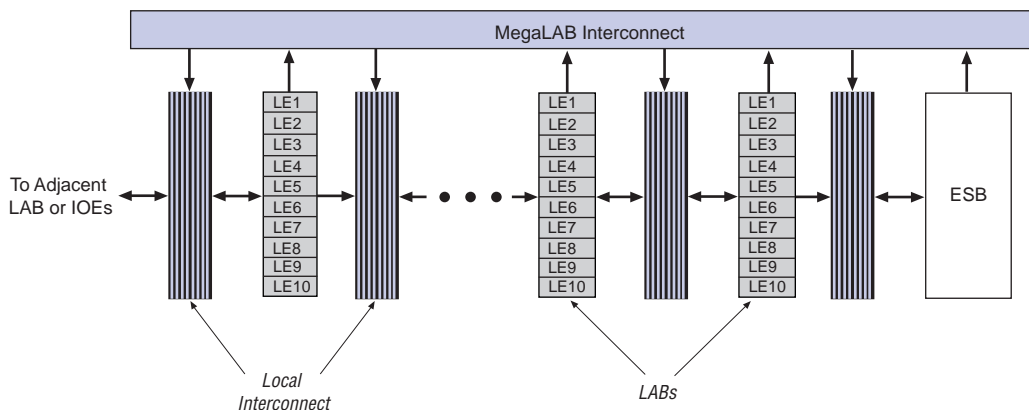 MegaLAB Interconnect
LE1
LE2
LE3
LE4
LE5
LE6
LE7
LE8
LE9
LE10
LE1
LE2
LE3
LE4
LE5
LE6
LE7
LE8
LE9
LE10
LE1
LE2
LE3
LE4
LE5
LE6
LE7
LE8
LE9
LE10
To Adjacent
LAB or IOEs
ESB
Local
Interconnect
LABs